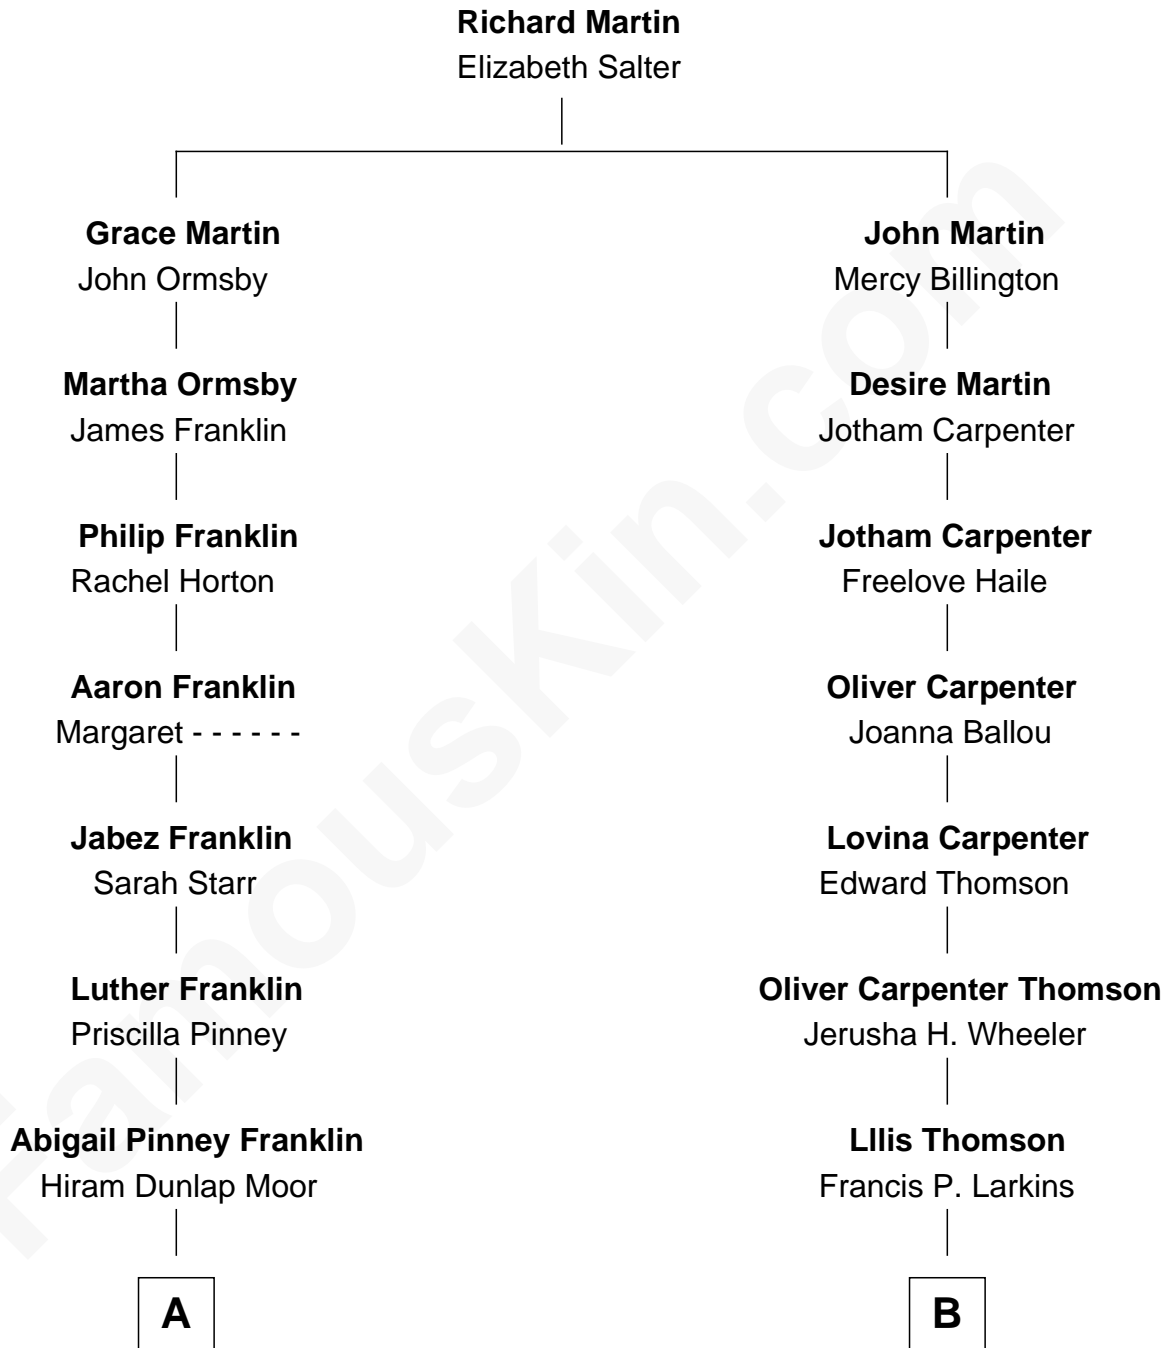 Richard Martin
Elizabeth Salter
Grace Martin
John Ormsby
John Martin
Mercy Billington
Martha Ormsby
James Franklin
Desire Martin
Jotham Carpenter
Philip Franklin
Rachel Horton
Jotham Carpenter
Freelove Haile
Aaron Franklin
Margaret - - - - - -
Oliver Carpenter
Joanna Ballou
Jabez Franklin
Sarah Starr
Lovina Carpenter
Edward Thomson
Luther Franklin
Priscilla Pinney
Oliver Carpenter Thomson
Jerusha H. Wheeler
Abigail Pinney Franklin
Hiram Dunlap Moor
Lllis Thomson
Francis P. Larkins
A
B
FamousKin.com